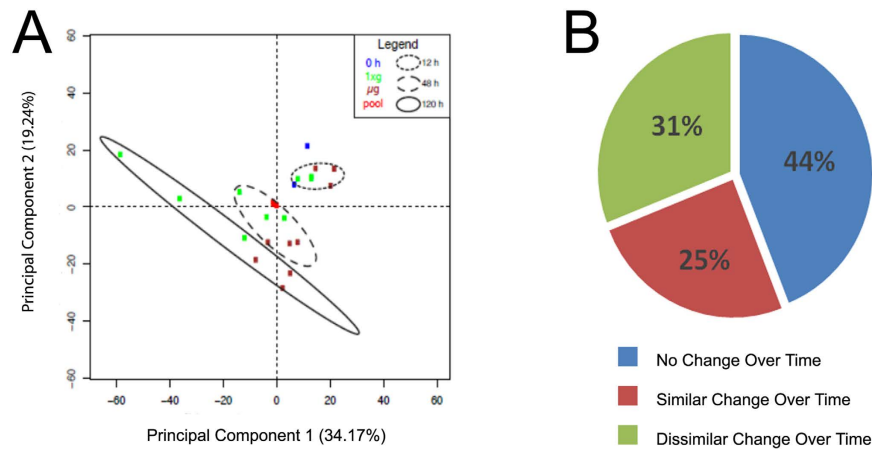 A
Principal Component 2 (19.24%)
60
40
20
0
-20
-40
-60
Legend
0 h
1xg
µg
pool
12 h
48 h
120 h
-60
-40
-20
0
20
40
60
Principal Component 1 (34.17%)
B
31%
44%
25%
No Change Over Time
Similar Change Over Time
Dissimilar Change Over Time